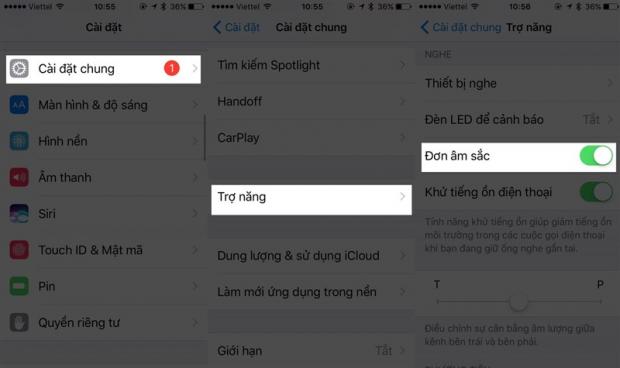 Viettel 10:55 36%
Cài đặt
Cài đặt chung 1
Màn hình & độ sáng
AA
Hình nền
Âm thanh
Siri
Touch ID & Mật mã
Pin
Quyền riêng tư
Viettel 10:55 36%
Cài đặt Cài đặt chung
Tìm kiếm Spotlight
Handoff
CarPlay
Trợ năng
Dung lượng & sử dụng iCloud
Làm mới ứng dụng trong nền
Giới hạn Tắt
Viettel 10:56 36%
Cài đặt chung Trợ năng
NGHE
Thiết bị nghe
Đèn LED để cảnh báo Tắt
Đơn âm sắc
Khử tiếng ồn điện thoại
Tính năng khử tiếng ồn giúp giảm tiếng ồn
môi trường trong các cuộc gọi điện thoại
khi bạn đang giữ ống nghe gần tai.
T P
Điều chỉnh sự cân bằng âm lượng giữa
kênh bên trái và bên phải.